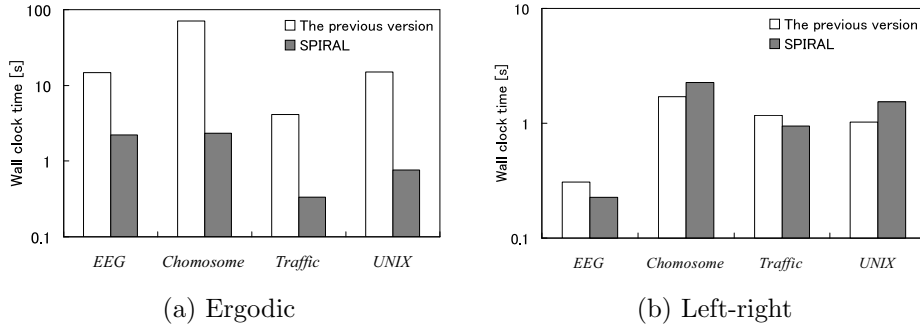 100
10
1
0.1
Wall clock time [s]
The previous version
SPIRAL
EEG Chomosome Traffic UNIX
(a) Ergodic
10
1
0.1
Wall clock time [s]
The previous version
SPIRAL
EEG Chomosome Traffic UNIX
(b) Left-right